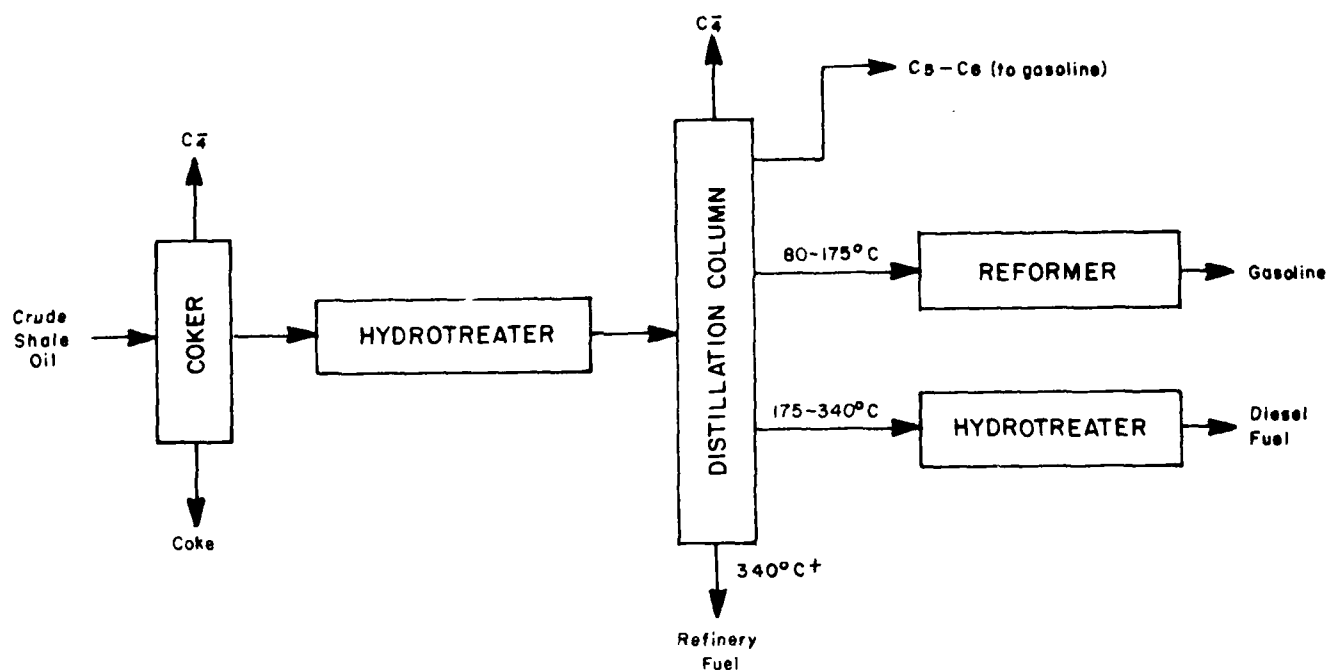 C4̄
C5-C6 (to gasoline)
C4̄
80-175°C
REFORMER
Gasoline
Crude
Shale
Oil
COKER
HYDROTREATER
DISTILLATION COLUMN
175-340°C
HYDROTREATER
Diesel
Fuel
Coke
340°C+
Refinery
Fuel